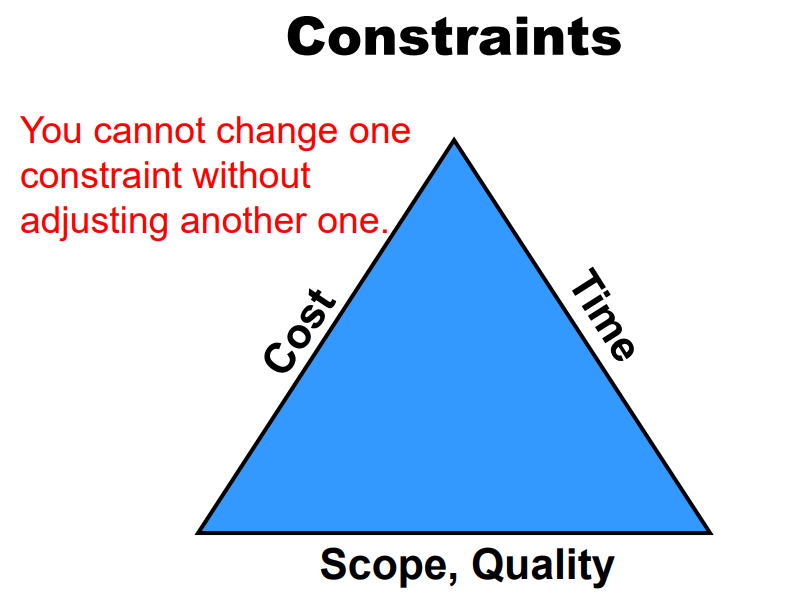 Constraints
You cannot change one
constraint without
adjusting another one.
Cost
Time
Scope, Quality